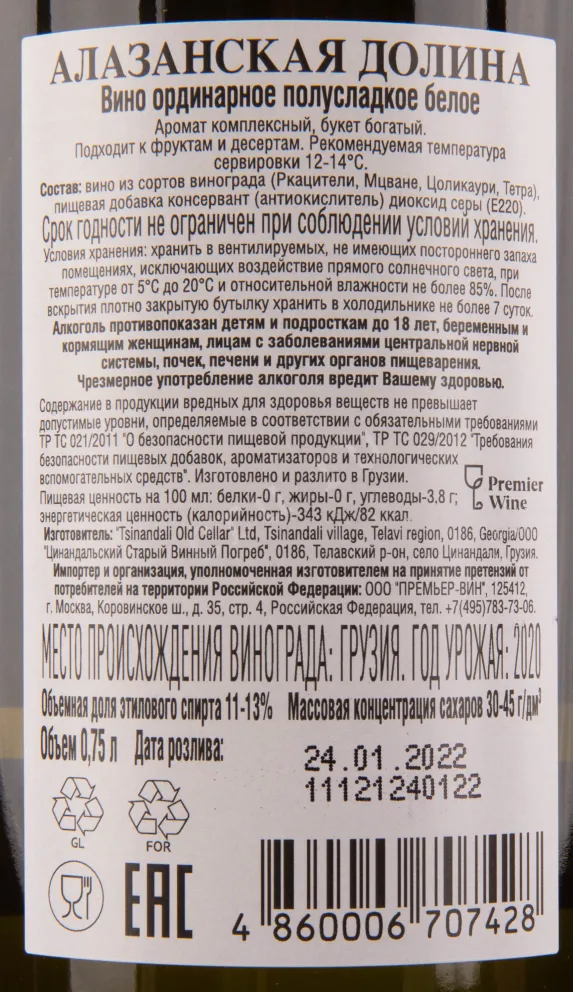 АЛАЗАНСКАЯ ДОЛИНА
Вино ординарное полусладкое белое
Аромат комплексный, букет богатый.
Подходит к фруктам и десертам. Рекомендуемая температура
сервировки 12-14°С.
Состав: вино из сортов винограда (Ркацители, Мцване, Цоликаури, Тетра),
пищевая добавка консервант (антиокислитель) диоксид серы (Е220).
Срок годности не ограничен при соблюдении условий хранения.
Условия хранения: хранить в вентилируемых, не имеющих постороннего запаха
помещениях, исключающих воздействие прямого солнечного света, при
температуре от 5°С до 20°С и относительной влажности не более 85%. После
вскрытия плотно закрытую бутылку хранить в холодильнике не более 7 суток.
Алкоголь противопоказан детям и подросткам до 18 лет, беременным и
кормящим женщинам, лицам с заболеваниями центральной нервной
системы, почек, печени и других органов пищеварения.
Чрезмерное употребление алкоголя вредит Вашему здоровью.
Содержание в продукции вредных для здоровья веществ не превышает
допустимые уровни, определяемые в соответствии с обязательными требованиями
ТР ТС 021/2011 "О безопасности пищевой продукции", ТР ТС 029/2012 "Требования
безопасности пищевых добавок, ароматизаторов и технологических
вспомогательных средств". Изготовлено и разлито в Грузии.
Пищевая ценность на 100 мл: белки-0 г, жиры-0 г, углеводы-3,8 г;
энергетическая ценность (калорийность)-343 кДж/82 ккал.
Premier
Wine
Изготовитель: "Tsinandali Old Cellar" Ltd, Tsinandali village, Telavi region, 0186, Georgia/ООО
"Цинандальский Старый Винный Погреб", 0186, Телавский р-он, село Цинандали, Грузия.
Импортер и организация, уполномоченная изготовителем на принятие претензий от
потребителей на территории Российской Федерации: ООО "ПРЕМЬЕР-ВИН", 125412,
г. Москва, Коровинское ш., д. 35, стр. 4, Российская Федерация, тел. +7(495)783-73-06.
МЕСТО ПРОИСХОЖДЕНИЯ ВИНОГРАДА: ГРУЗИЯ. ГОД УРОЖАЯ: 2020
Объемная доля этилового спирта 11-13% Массовая концентрация сахаров 30-45 г/дм³
Объем 0,75 л Дата розлива:
24.01.2022
11121240122
GL
FOR
EAC
4 860006 707428